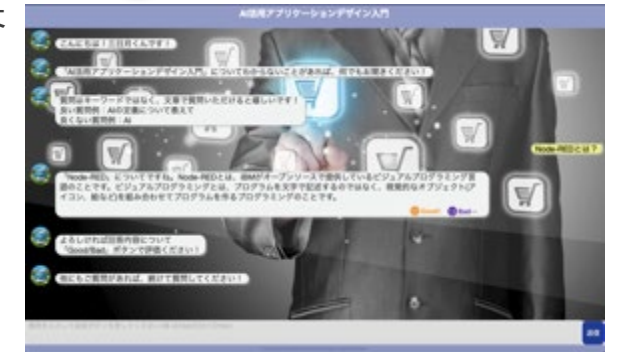 文
AI活用アプリケーションデザイン入門
こんにちは！三日月くんです！
「AI活用アプリケーションデザイン入門」についてわからないことがあれば、何でもお聞きください！
質問はキーワードではなく、文章で質問いただけると嬉しいです！
良い質問例：AIの定義について教えて
良くない質問例：AI
Node-REDとは？
「Node-RED」についてですね。Node-REDとは、IBMがオープンソースで提供しているビジュアルプログラミング言
語のことです。ビジュアルプログラミングとは、プログラムを文字で記述するのではなく、視覚的なオブジェクト(ア
イコン、絵など)を組み合わせてプログラムを作るプログラミングのことです。
Good! Bad…
よろしければ回答内容について
「Good/Bad」ボタンで評価ください！
他にもご質問があれば、続けて質問してください！
送信